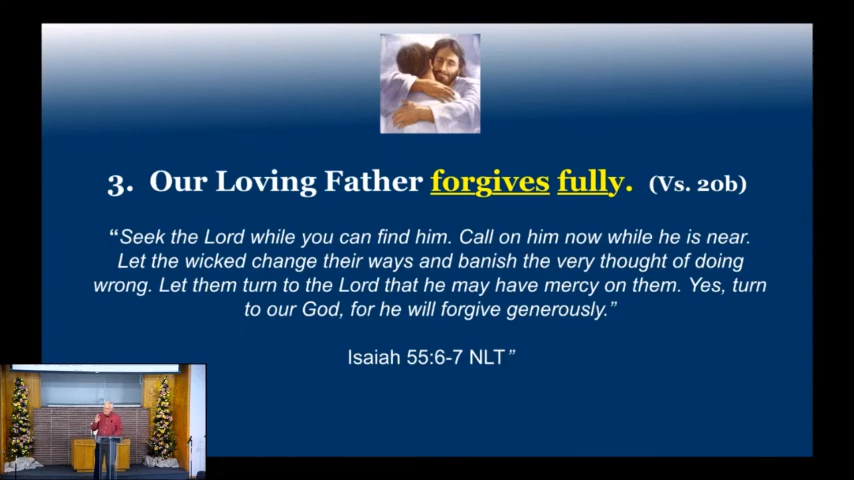 3. Our Loving Father forgives fully. (Vs. 20b)
“Seek the Lord while you can find him. Call on him now while he is near.
Let the wicked change their ways and banish the very thought of doing
wrong. Let them turn to the Lord that he may have mercy on them. Yes, turn
to our God, for he will forgive generously.”
Isaiah 55:6-7 NLT”